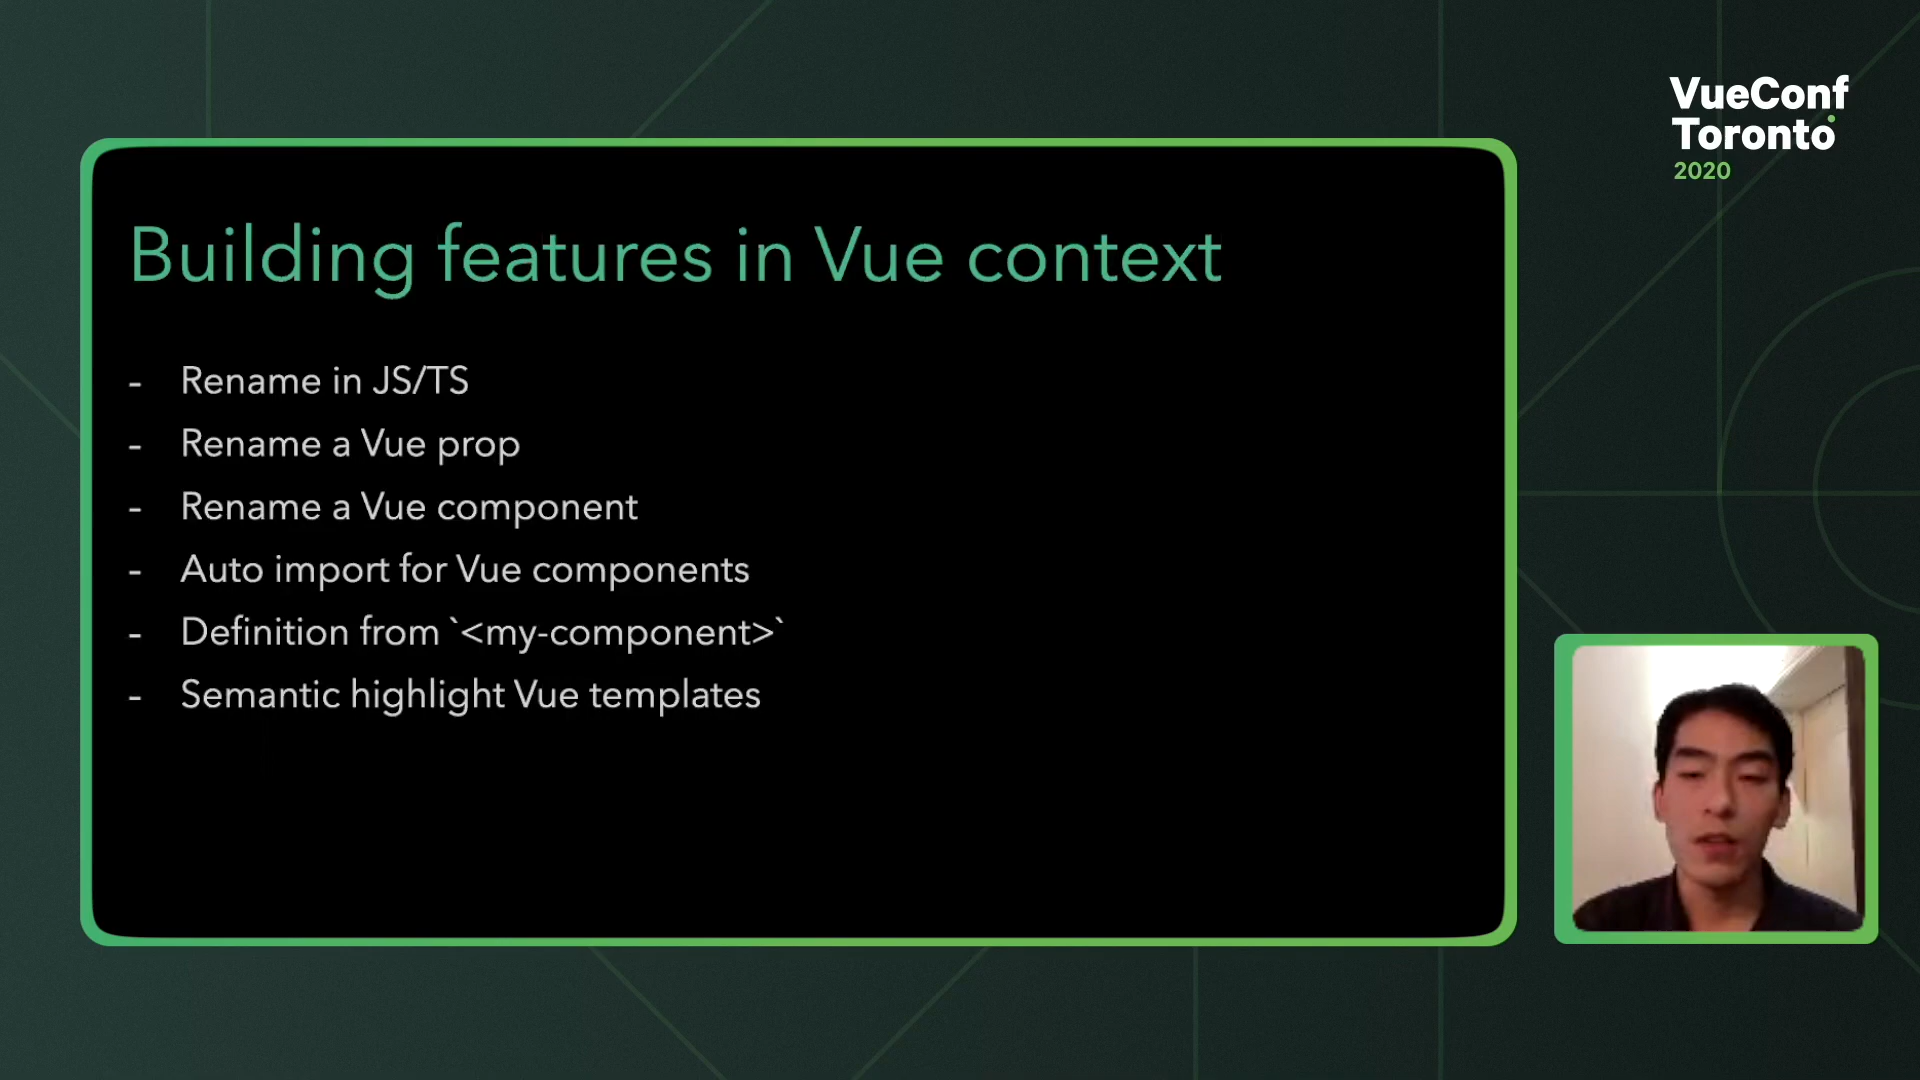 VueConf
Toronto
2020
Building features in Vue context
- Rename in JS/TS
- Rename a Vue prop
- Rename a Vue component
- Auto import for Vue components
- Definition from `<my-component>`
- Semantic highlight Vue templates